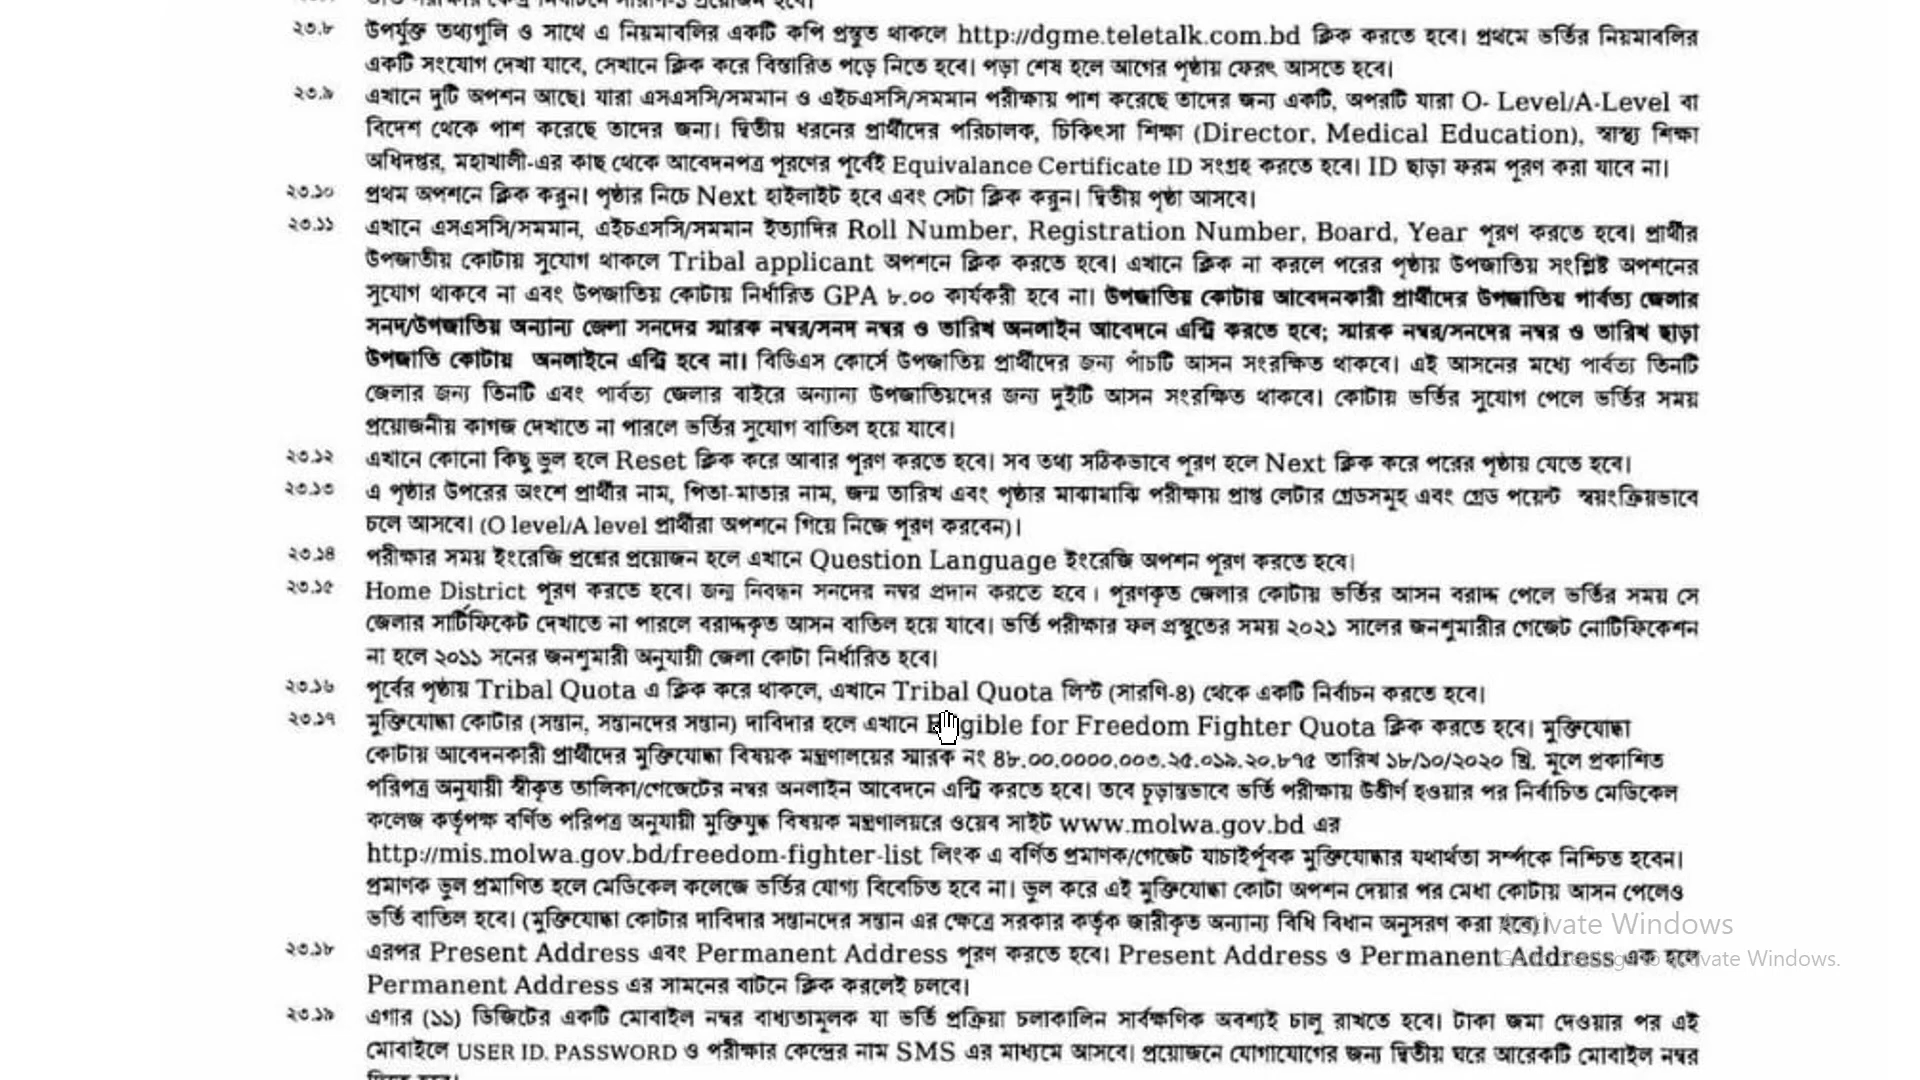 ২৩.৮ উপর্যুক্ত তথ্যগুলি ও সাথে এ নিয়মাবলির একটি কপি প্রস্তুত থাকলে http://dgme.teletalk.com.bd ক্লিক করতে হবে। প্রথমে ভর্তির নিয়মাবলির
একটি সংযোগ দেখা যাবে, সেখানে ক্লিক করে বিস্তারিত পড়ে নিতে হবে। পড়া শেষ হলে আগের পৃষ্ঠায় ফেরৎ আসতে হবে।
২৩.৯ এখানে দুটি অপশন আছে। যারা এসএসসি/সমমান ও এইচএসসি/সমমান পরীক্ষায় পাশ করেছে তাদের জন্য একটি, অপরটি যারা O- Level/A-Level বা
বিদেশ থেকে পাশ করেছে তাদের জন্য। দ্বিতীয় ধরনের প্রার্থীদের পরিচালক, চিকিৎসা শিক্ষা (Director, Medical Education), স্বাস্থ্য শিক্ষা
অধিদপ্তর, মহাখালী-এর কাছ থেকে আবেদনপত্র পূরণের পূর্বেই Equivalance Certificate ID সংগ্রহ করতে হবে। ID ছাড়া ফরম পূরণ করা যাবে না।
২৩.১০ প্রথম অপশনে ক্লিক করুন। পৃষ্ঠার নিচে Next হাইলাইট হবে এবং সেটা ক্লিক করুন। দ্বিতীয় পৃষ্ঠা আসবে।
২৩.১১ এখানে এসএসসি/সমমান, এইচএসসি/সমমান ইত্যাদির Roll Number, Registration Number, Board, Year পূরণ করতে হবে। প্রার্থীর
উপজাতীয় কোটায় সুযোগ থাকলে Tribal applicant অপশনে ক্লিক করতে হবে। এখানে ক্লিক না করলে পরের পৃষ্ঠায় উপজাতিয় সংশ্লিষ্ট অপশনের
সুযোগ থাকবে না এবং উপজাতিয় কোটায় নির্ধারিত GPA ৮.০০ কার্যকরী হবে না। উপজাতিয় কোটায় আবেদনকারী প্রার্থীদের উপজাতিয় পার্বত্য জেলার
সনদ/উপজাতিয় অন্যান্য জেলা সনদের স্মারক নম্বর/সনদ নম্বর ও তারিখ অনলাইন আবেদনে এন্ট্রি করতে হবে; স্মারক নম্বর/সনদের নম্বর ও তারিখ ছাড়া
উপজাতি কোটায় অনলাইনে এন্ট্রি হবে না। বিডিএস কোর্সে উপজাতিয় প্রার্থীদের জন্য পাঁচটি আসন সংরক্ষিত থাকবে। এই আসনের মধ্যে পার্বত্য তিনটি
জেলার জন্য তিনটি এবং পার্বত্য জেলার বাইরে অন্যান্য উপজাতিয়দের জন্য দুইটি আসন সংরক্ষিত থাকবে। কোটায় ভর্তির সুযোগ পেলে ভর্তির সময়
প্রয়োজনীয় কাগজ দেখাতে না পারলে ভর্তির সুযোগ বাতিল হয়ে যাবে।
২৩.১২ এখানে কোনো কিছু ভুল হলে Reset ক্লিক করে আবার পূরণ করতে হবে। সব তথ্য সঠিকভাবে পূরণ হলে Next ক্লিক করে পরের পৃষ্ঠায় যেতে হবে।
২৩.১৩ এ পৃষ্ঠার উপরের অংশে প্রার্থীর নাম, পিতা-মাতার নাম, জন্ম তারিখ এবং পৃষ্ঠার মাঝামাঝি পরীক্ষায় প্রাপ্ত লেটার গ্রেডসমূহ এবং গ্রেড পয়েন্ট স্বয়ংক্রিয়ভাবে
চলে আসবে। (O level/A level প্রার্থীরা অপশনে গিয়ে নিজে পূরণ করবেন)।
২৩.১৪ পরীক্ষার সময় ইংরেজি প্রশ্নের প্রয়োজন হলে এখানে Question Language ইংরেজি অপশন পূরণ করতে হবে।
২৩.১৫ Home District পূরণ করতে হবে। জন্ম নিবন্ধন সনদের নম্বর প্রদান করতে হবে। পূরণকৃত জেলার কোটায় ভর্তির আসন বরাদ্দ পেলে ভর্তির সময় সে
জেলার সার্টিফিকেট দেখাতে না পারলে বরাদ্দকৃত আসন বাতিল হয়ে যাবে। ভর্তি পরীক্ষার ফল প্রস্থুতের সময় ২০২১ সালের জনশুমারীর গেজেট নোটিফিকেশন
না হলে ২০১১ সনের জনশুমারী অনুযায়ী জেলা কোটা নির্ধারিত হবে।
২৩.১৬ পূর্বের পৃষ্ঠায় Tribal Quota এ ক্লিক করে থাকলে, এখানে Tribal Quota লিস্ট (সারণি-৪) থেকে একটি নির্বাচন করতে হবে।
২৩.১৭ মুক্তিযোদ্ধা কোটার (সন্তান, সন্তানদের সন্তান) দাবিদার হলে এখানে Eligible for Freedom Fighter Quota ক্লিক করতে হবে। মুক্তিযোদ্ধা
কোটায় আবেদনকারী প্রার্থীদের মুক্তিযোদ্ধা বিষয়ক মন্ত্রণালয়ের স্মারক নং ৪৮.০০.০০০০.০০৩.২৫.০১৯.২০.৮৭৫ তারিখ ১৮/১০/২০২০ খ্রি. মূলে প্রকাশিত
পরিপত্র অনুযায়ী স্বীকৃত তালিকা/গেজেটের নম্বর অনলাইন আবেদনে এন্ট্রি করতে হবে। তবে চূড়ান্তভাবে ভর্তি পরীক্ষায় উত্তীর্ণ হওয়ার পর নির্বাচিত মেডিকেল
কলেজ কর্তৃপক্ষ বর্ণিত পরিপত্র অনুযায়ী মুক্তিযুদ্ধ বিষয়ক মন্ত্রণালয়রে ওয়েব সাইট www.molwa.gov.bd এর
http://mis.molwa.gov.bd/freedom-fighter-list লিংক এ বর্ণিত প্রমাণক/গেজেট যাচাইর্পূবক মুক্তিযোদ্ধার যথার্থতা সর্ম্পকে নিশ্চিত হবেন।
প্রমাণক ভুল প্রমাণিত হলে মেডিকেল কলেজে ভর্তির যোগ্য বিবেচিত হবে না। ভুল করে এই মুক্তিযোদ্ধা কোটা অপশন দেয়ার পর মেধা কোটায় আসন পেলেও
ভর্তি বাতিল হবে। (মুক্তিযোদ্ধা কোটার দাবিদার সন্তানদের সন্তান এর ক্ষেত্রে সরকার কর্তৃক জারীকৃত অন্যান্য বিধি বিধান অনুসরণ করা হবে)।
Activate Windows
২৩.১৮ এরপর Present Address এবং Permanent Address পূরণ করতে হবে। Present Address ও Permanent Address এক হলে
Go to Settings to activate Windows.
Permanent Address এর সামনের বাটনে ক্লিক করলেই চলবে।
২৩.১৯ এগার (১১) ডিজিটের একটি মোবাইল নম্বর বাধ্যতামূলক যা ভর্তি প্রক্রিয়া চলাকালিন সার্বক্ষণিক অবশ্যই চালু রাখতে হবে। টাকা জমা দেওয়ার পর এই
মোবাইলে USER ID. PASSWORD ও পরীক্ষার কেন্দ্রের নাম SMS এর মাধ্যমে আসবে। প্রয়োজনে যোগাযোগের জন্য দ্বিতীয় ঘরে আরেকটি মোবাইল নম্বর